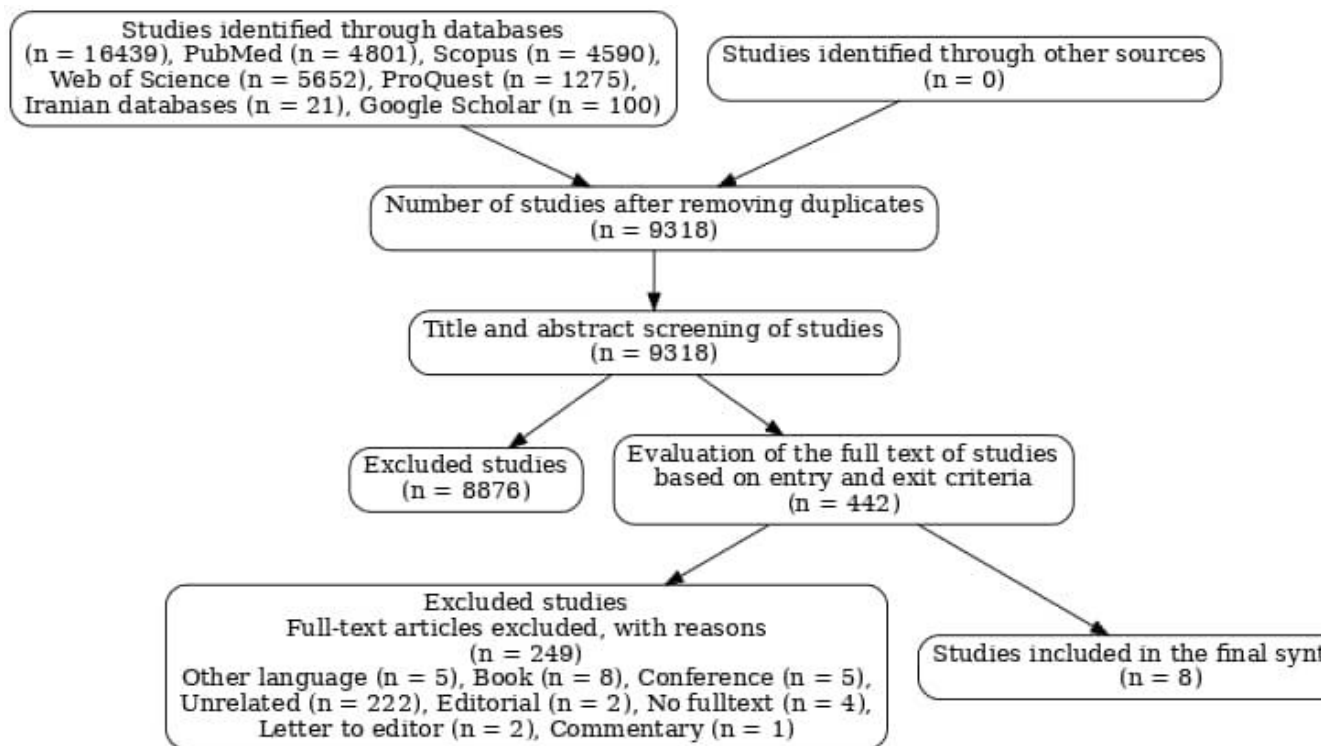 Studies identified through databases
(n = 16439), PubMed (n = 4801), Scopus (n = 4590),
Web of Science (n = 5652), ProQuest (n = 1275),
Iranian databases (n = 21), Google Scholar (n = 100)
Studies identified through other sources
(n = 0)
Number of studies after removing duplicates
(n = 9318)
Title and abstract screening of studies
(n = 9318)
Excluded studies
(n = 8876)
Evaluation of the full text of studies
based on entry and exit criteria
(n = 442)
Excluded studies
Full-text articles excluded, with reasons
(n = 249)
Other language (n = 5), Book (n = 8), Conference (n = 5),
Unrelated (n = 222), Editorial (n = 2), No fulltext (n = 4),
Letter to editor (n = 2), Commentary (n = 1)
Studies included in the final synt
(n = 8)